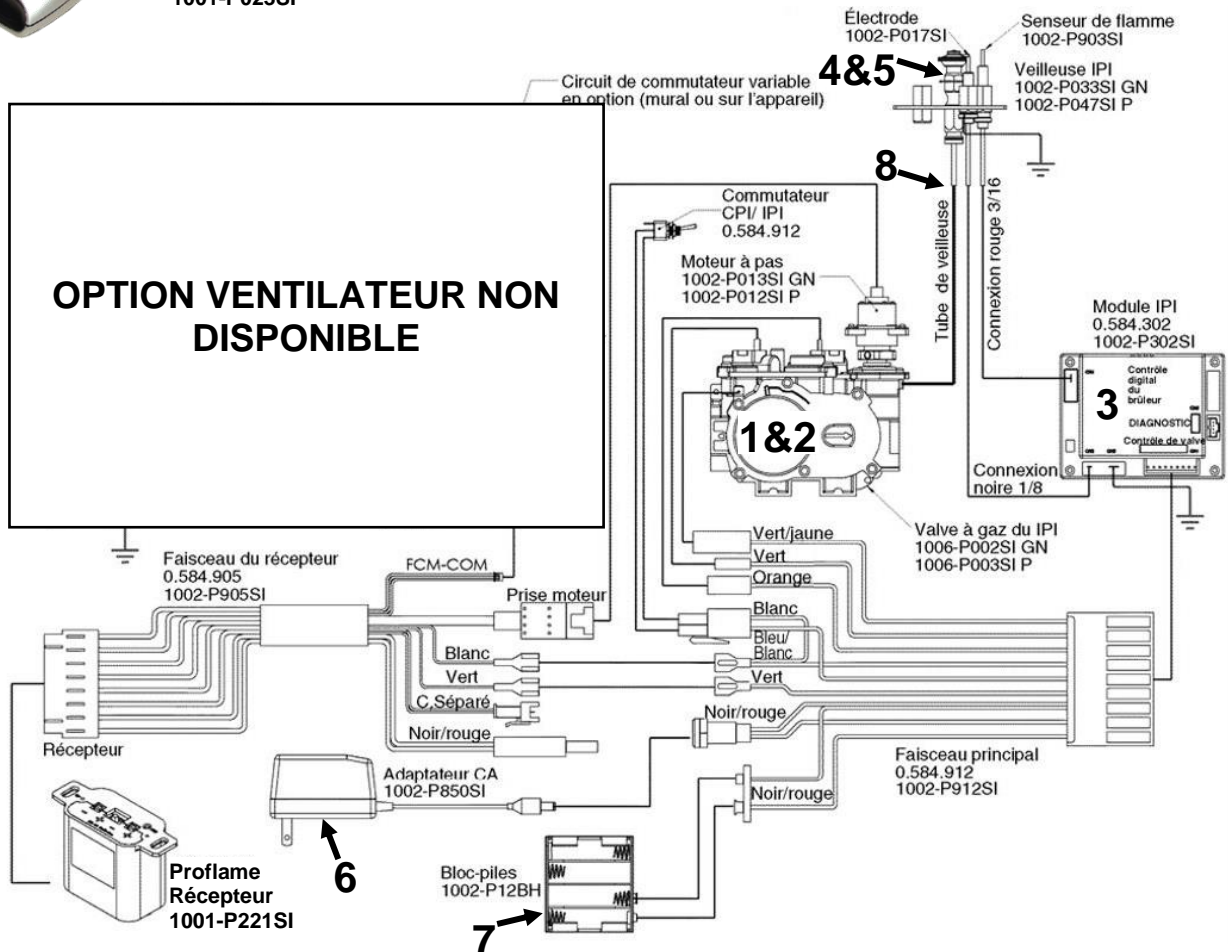 1001-P025SI
Électrode
1002-P017SI
Senseur de flamme
1002-P903SI
4&5
Veilleuse IPI
1002-P033SI GN
1002-P047SI P
Circuit de commutateur variable
en option (mural ou sur l'appareil)
8
Commutateur
CPI/ IPI
0.584.912
Tube de veilleuse
Connexion rouge 3/16
OPTION VENTILATEUR NON
DISPONIBLE
Moteur à pas
1002-P013SI GN
1002-P012SI P
Module IPI
0.584.302
1002-P302SI
Contrôle
digital
du
brûleur
3
DIAGNOSTIC
Contrôle de valve
1&2
Connexion
noire 1/8
Valve à gaz du IPI
1006-P002SI GN
1006-P003SI P
Vert/jaune
Vert
Orange
Blanc
Bleu/
Blanc
Vert
Noir/rouge
Noir/rouge
Faisceau du récepteur
0.584.905
1002-P905SI
FCM-COM
Prise moteur
Blanc
Vert
C,Séparé
Noir/rouge
Récepteur
Faisceau principal
0.584.912
1002-P912SI
Adaptateur CA
1002-P850SI
6
Proflame
Récepteur
1001-P221SI
Bloc-piles
1002-P12BH
7